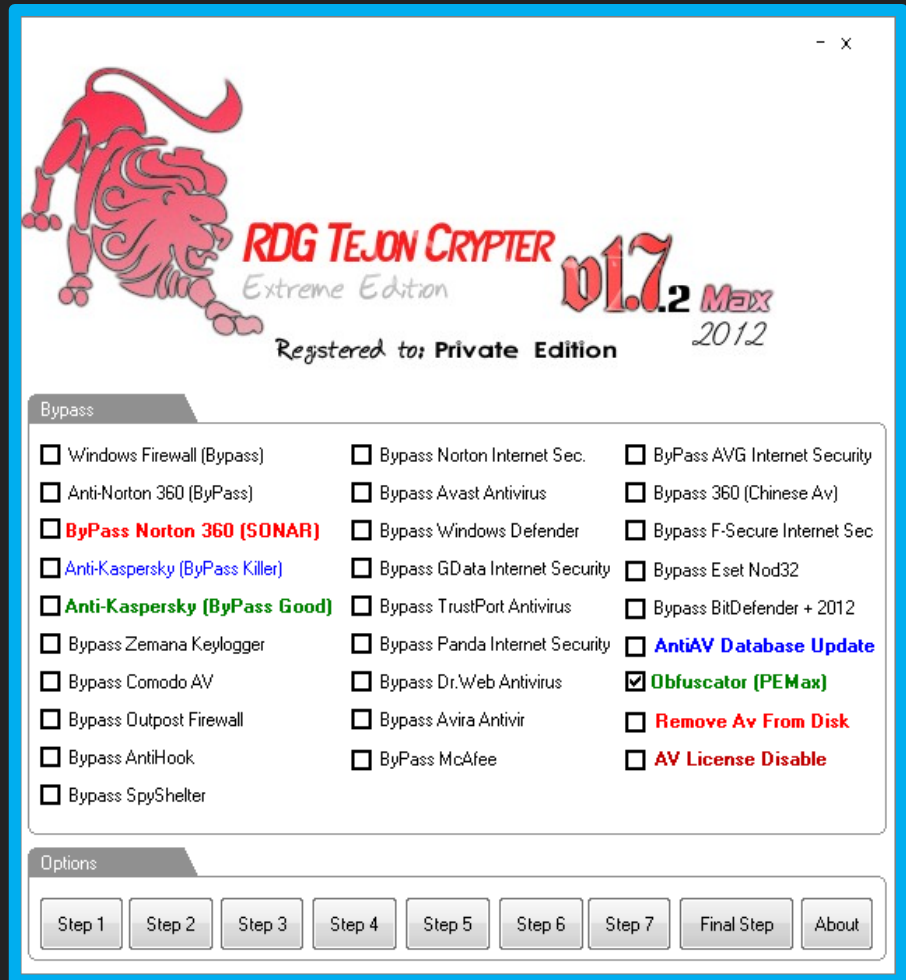 - x
RDG TEJON CRYPTER
Extreme Edition
v1.7.2 Max
2012
Registered to: Private Edition
Bypass
Windows Firewall (Bypass)
Anti-Norton 360 (ByPass)
ByPass Norton 360 (SONAR)
Anti-Kaspersky (ByPass Killer)
Anti-Kaspersky (ByPass Good)
Bypass Zemana Keylogger
Bypass Comodo AV
Bypass Outpost Firewall
Bypass AntiHook
Bypass SpyShelter
Bypass Norton Internet Sec.
Bypass Avast Antivirus
Bypass Windows Defender
Bypass GData Internet Security
Bypass TrustPort Antivirus
Bypass Panda Internet Security
Bypass Dr.Web Antivirus
Bypass Avira Antivir
ByPass McAfee
ByPass AVG Internet Security
Bypass 360 (Chinese Av)
Bypass F-Secure Internet Sec
Bypass Eset Nod32
Bypass BitDefender + 2012
AntiAV Database Update
Obfuscator (PEMax)
Remove Av From Disk
AV License Disable
Options
Step 1
Step 2
Step 3
Step 4
Step 5
Step 6
Step 7
Final Step
About